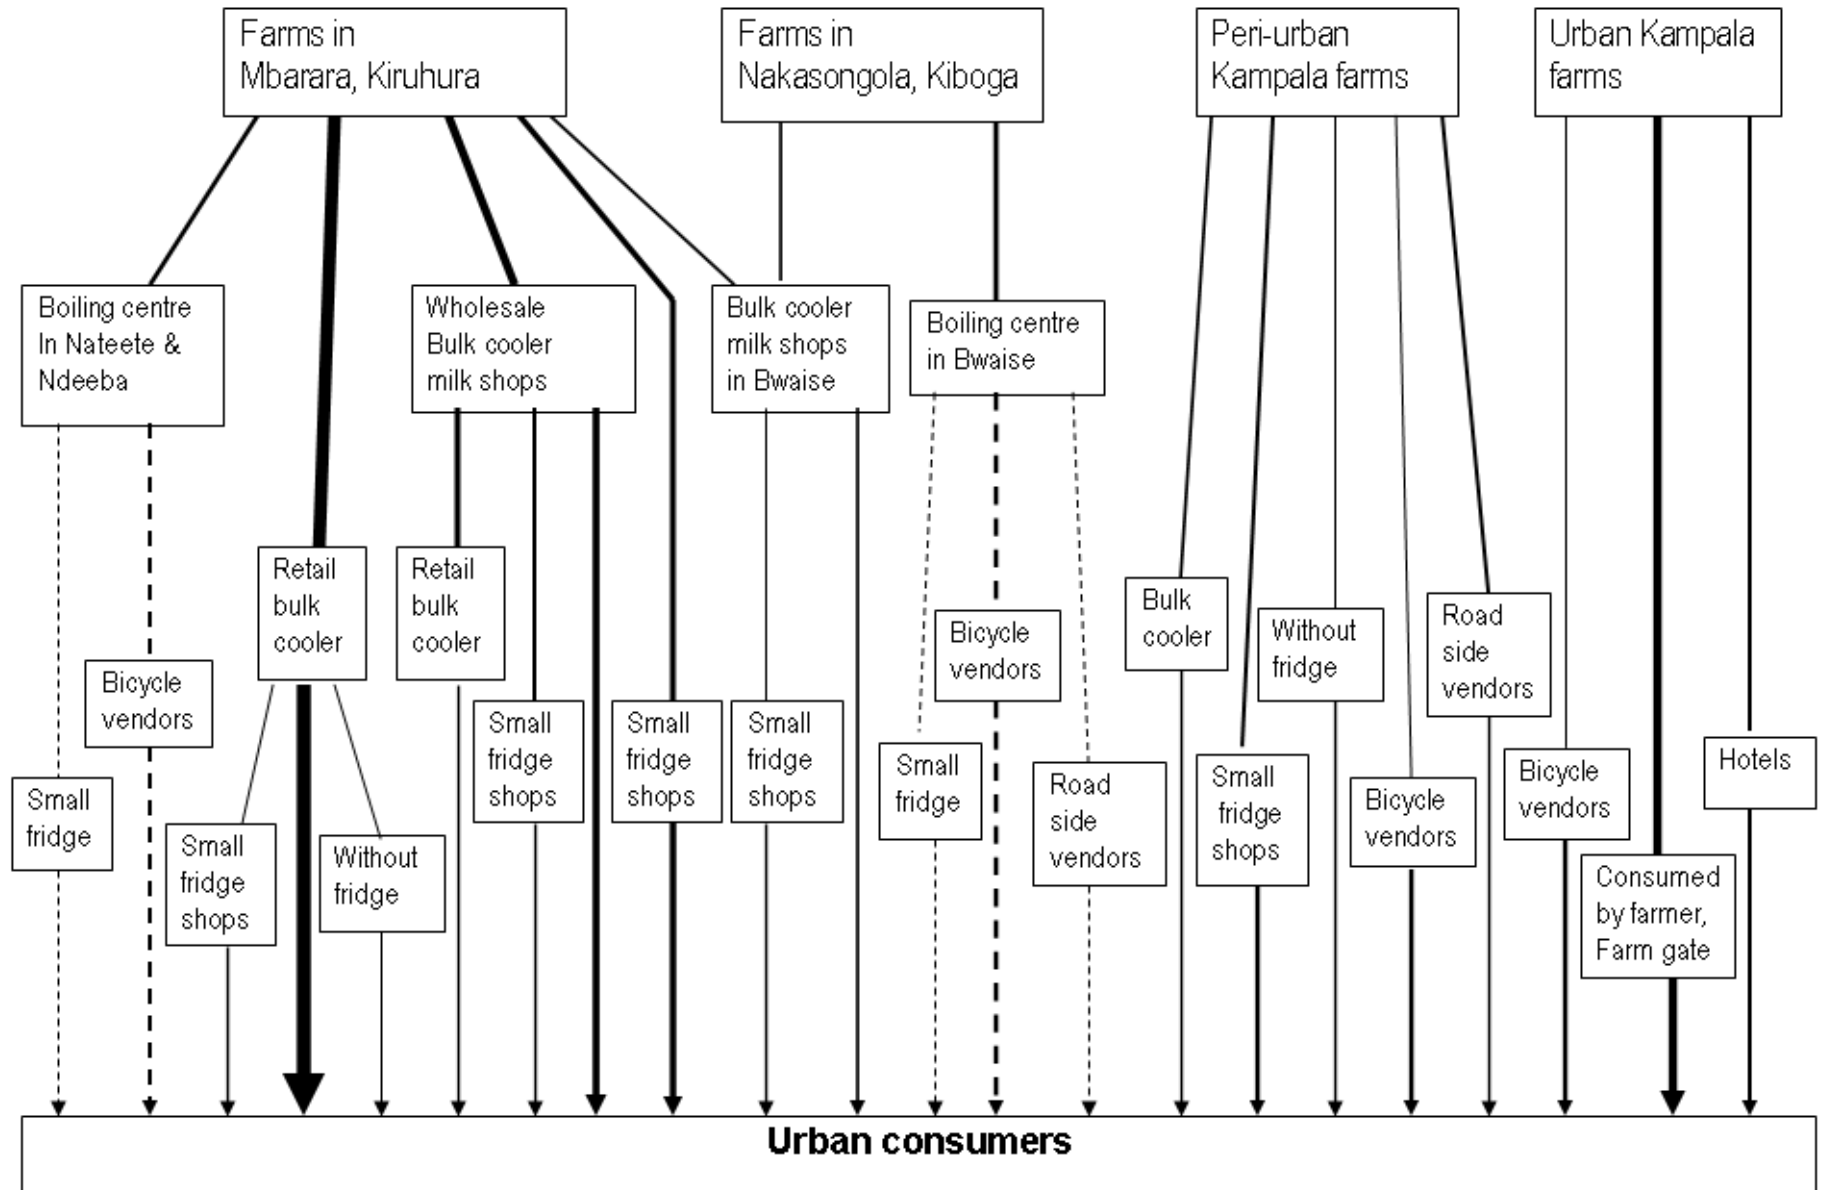 Farms in
Mbarara, Kiruhura
Farms in
Nakasongola, Kiboga
Peri-urban
Kampala farms
Urban Kampala
farms
Boiling centre
In Nateete &
Ndeeba
Wholesale
Bulk cooler
milk shops
Bulk cooler
milk shops
in Bwaise
Boiling centre
in Bwaise
Retail
bulk
cooler
Retail
bulk
cooler
Bulk
cooler
Without
fridge
Road
side
vendors
Bicycle
vendors
Bicycle
vendors
Small
fridge
shops
Small
fridge
shops
Small
fridge
shops
Small
fridge
Road
side
vendors
Small
fridge
shops
Bicycle
vendors
Bicycle
vendors
Hotels
Small
fridge
Small
fridge
shops
Without
fridge
Consumed
by farmer,
Farm gate
Urban consumers